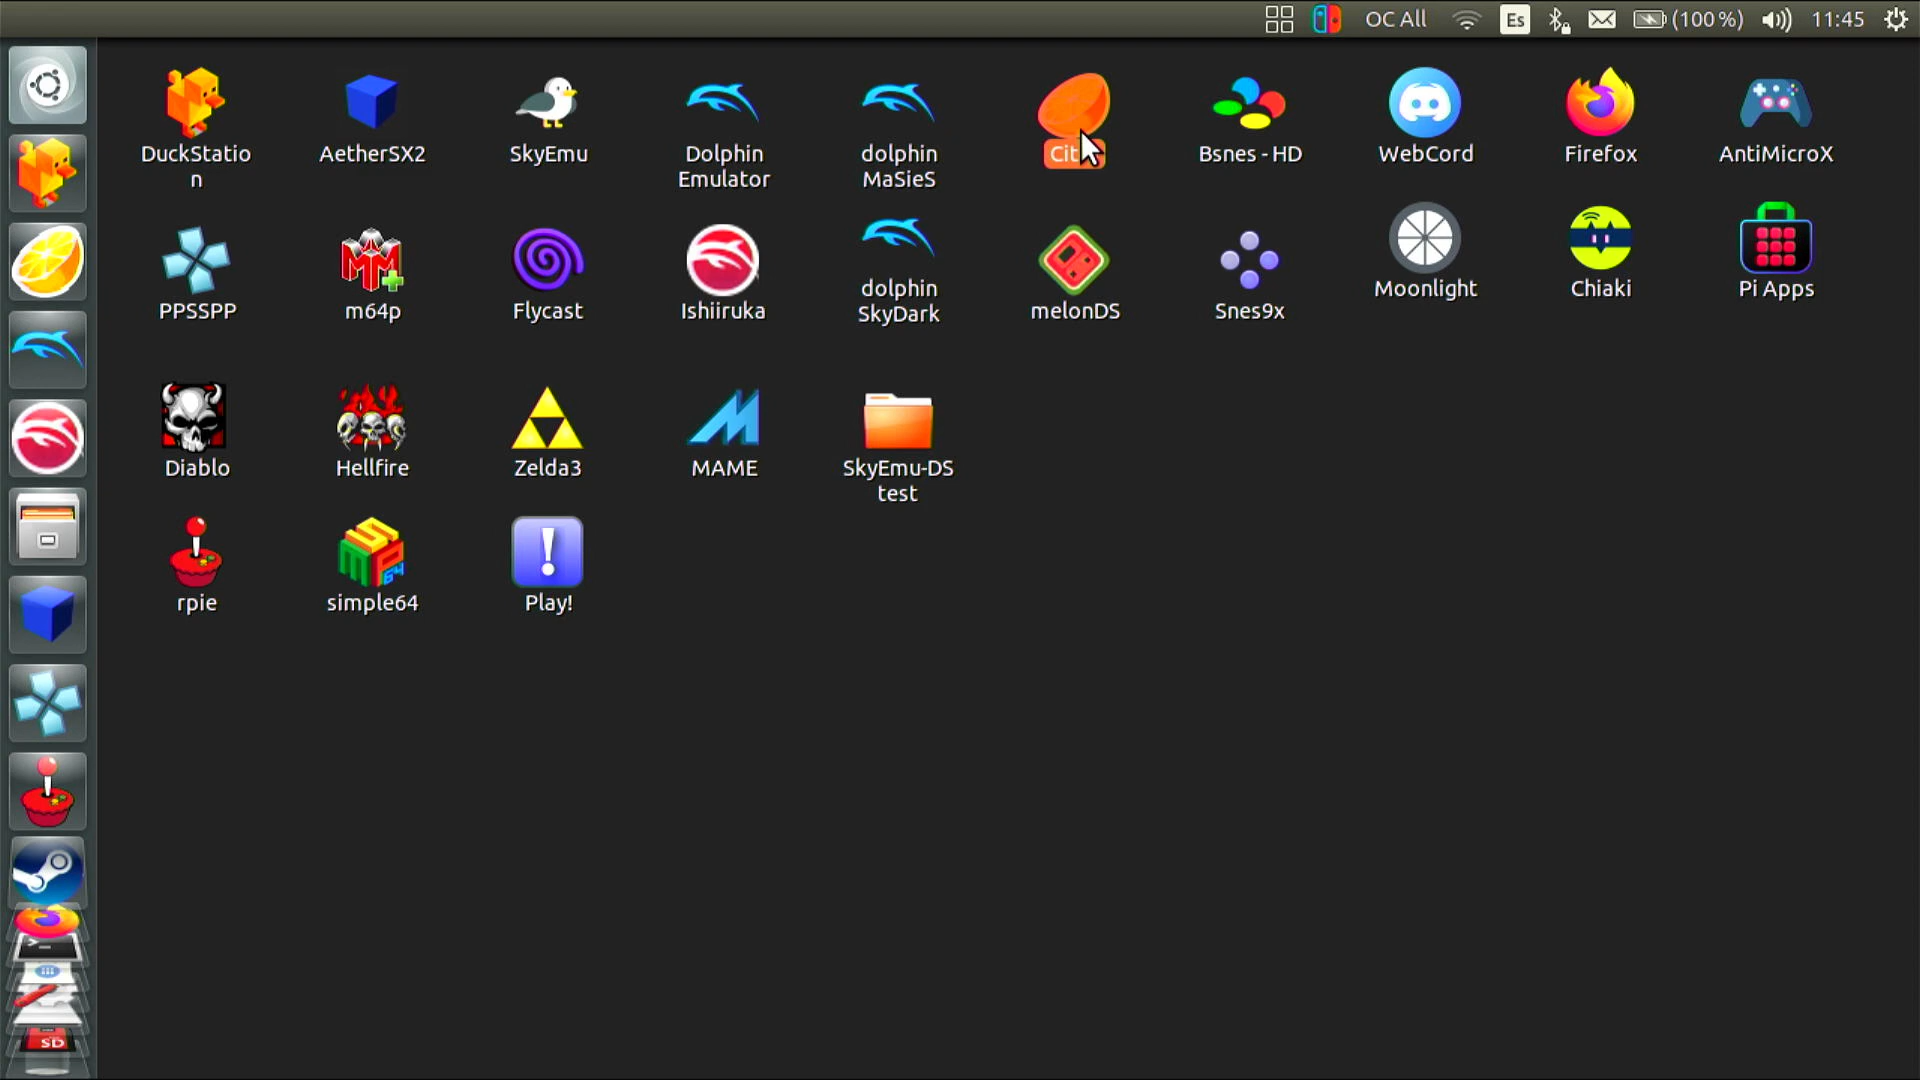 OC All
Es
(100%)
11:45
DuckStatio
n
AetherSX2
SkyEmu
Dolphin
Emulator
dolphin
MaSieS
Bsnes - HD
WebCord
Firefox
AntiMicroX
PPSSPP
m64p
Flycast
Ishiiruka
dolphin
SkyDark
melonDS
Snes9x
Moonlight
Chiaki
Pi Apps
Diablo
Hellfire
Zelda3
MAME
SkyEmu-DS
test
rpie
simple64
Play!
SD